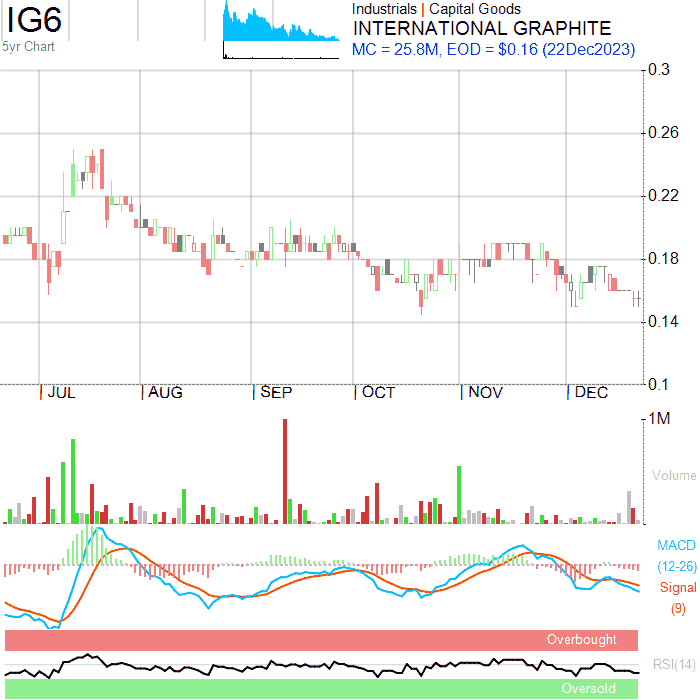 IG6
5yr Chart
Industrials | Capital Goods
INTERNATIONAL GRAPHITE
MC = 25.8M, EOD = $0.16 (22Dec2023)
0.3
0.26
0.22
0.18
0.14
0.1
JUL AUG SEP OCT NOV DEC
1M
Volume
MACD
(12-26)
Signal
(9)
Overbought
RSI(14)
Oversold